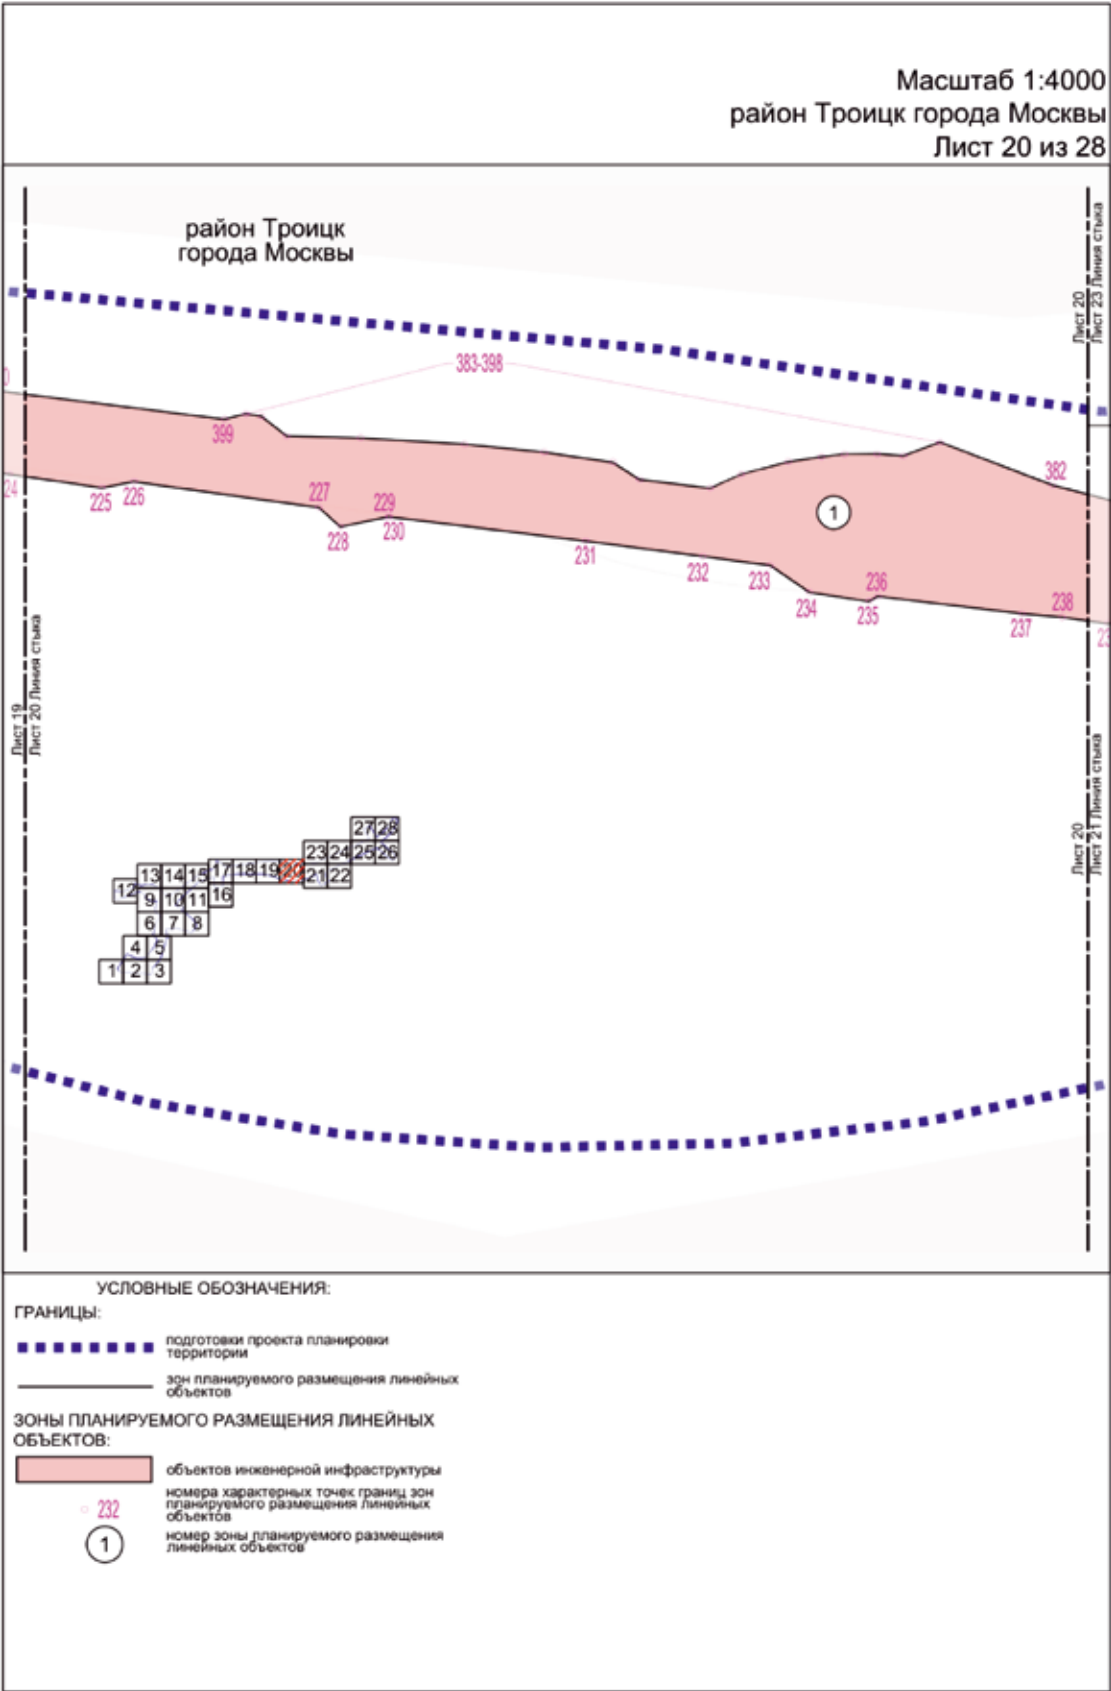 Масштаб 1:4000
район Троицк города Москвы
Лист 20 из 28
район Троицк
города Москвы
Лист 20
Лист 23 Линия стыка
383-398
0
399
382
24
225
226
227
228
229
230
1
231
232
233
234
235
236
237
238
23
Лист 19
Лист 20 Линия стыка
Лист 20
Лист 21 Линия стыка
27 28
23 24 25 26
13 14 15 17 18 19 20 21 22
12 9 10 11 16
6 7 8
4 5
1 2 3
УСЛОВНЫЕ ОБОЗНАЧЕНИЯ:
ГРАНИЦЫ:
подготовки проекта планировки
территории
зон планируемого размещения линейных
объектов
ЗОНЫ ПЛАНИРУЕМОГО РАЗМЕЩЕНИЯ ЛИНЕЙНЫХ
ОБЪЕКТОВ:
объектов инженерной инфраструктуры
232
номера характерных точек границ зон
планируемого размещения линейных
объектов
1
номер зоны планируемого размещения
линейных объектов